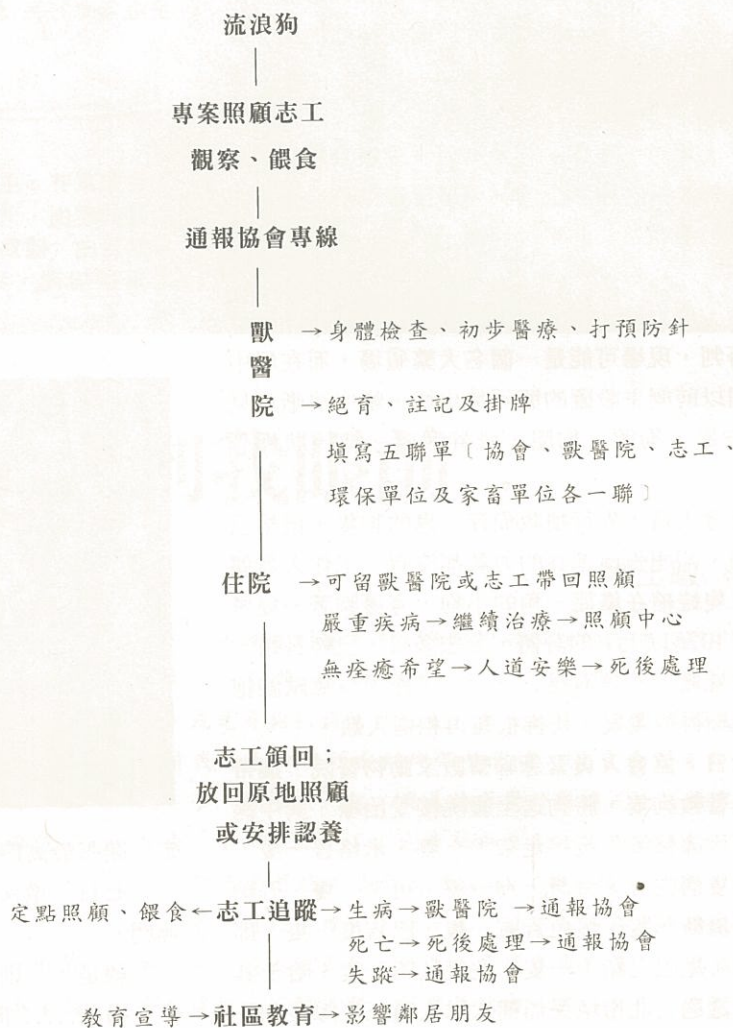 流浪狗
專案照顧志工
觀察、餵食
通報協會專線
獸醫院
→身體檢查、初步醫療、打預防針
→絕育、註記及掛牌
填寫五聯單〔協會、獸醫院、志工、
環保單位及家畜單位各一聯〕
住院 →可留獸醫院或志工帶回照顧
嚴重疾病→繼續治療→照顧中心
無痊癒希望→人道安樂→死後處理
志工領回；
放回原地照顧
或安排認養
定點照顧、餵食←志工追蹤→生病→獸醫院→通報協會
死亡→死後處理→通報協會
失蹤→通報協會
教育宣導→社區教育→影響鄰居朋友